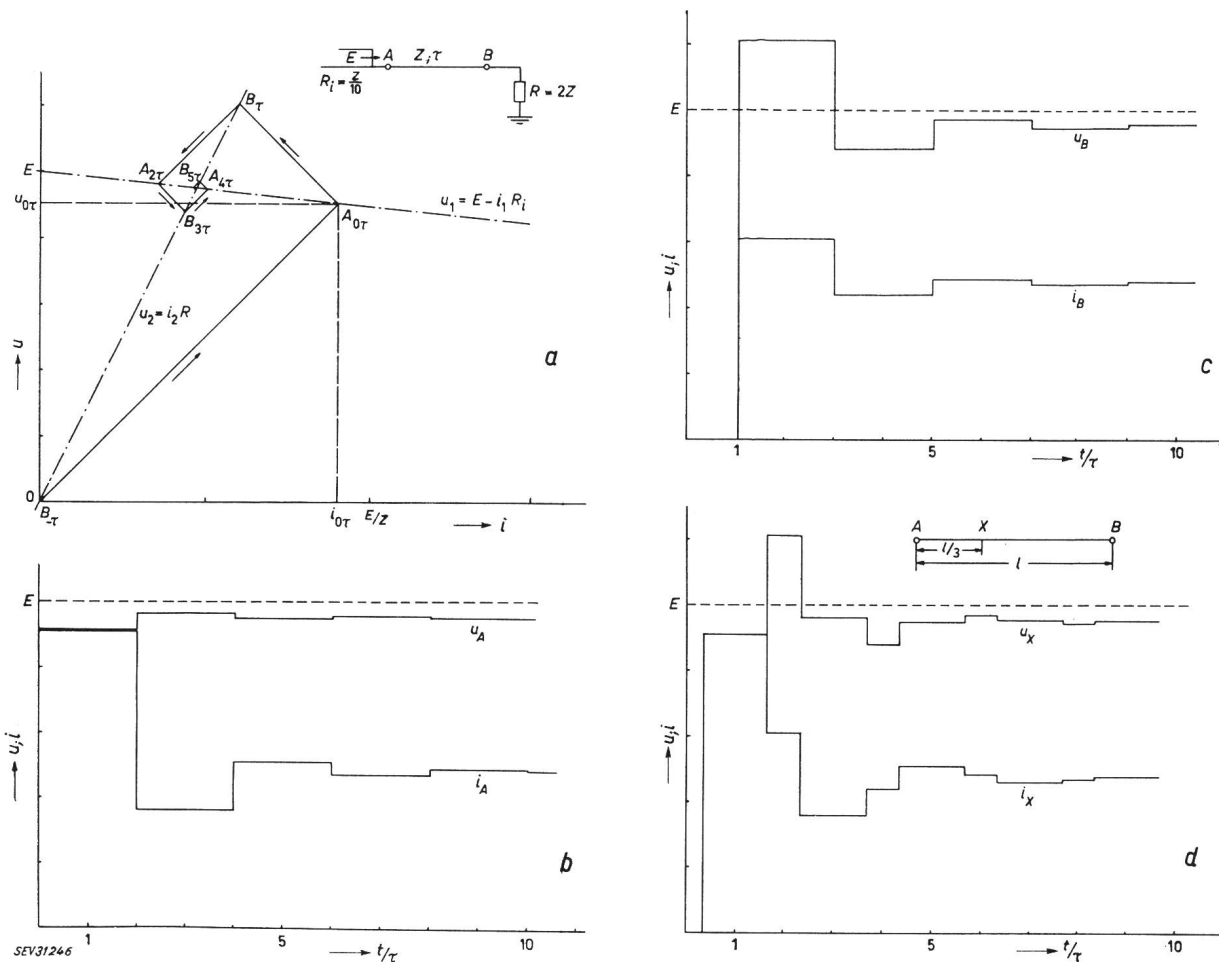 E → A Z, τ B
R_i = Z/10
R = 2Z
B_τ
E
A_2τ B_5τ A_4τ
u_0τ
B_3τ
A_0τ
u_1 = E − i_1 R_i
u_2 = i_2 R
→ u
a
0
B_-τ i_0τ E/Z → i
E
u_A
→ u, i
i_A
b
1 5 10
→ t/τ
SEV31246
E
u_B
→ u, i
i_B
c
1 5 10
→ t/τ
A X B
l/3
l
E
u_X
→ u, i
i_X
d
1 5 10
→ t/τ